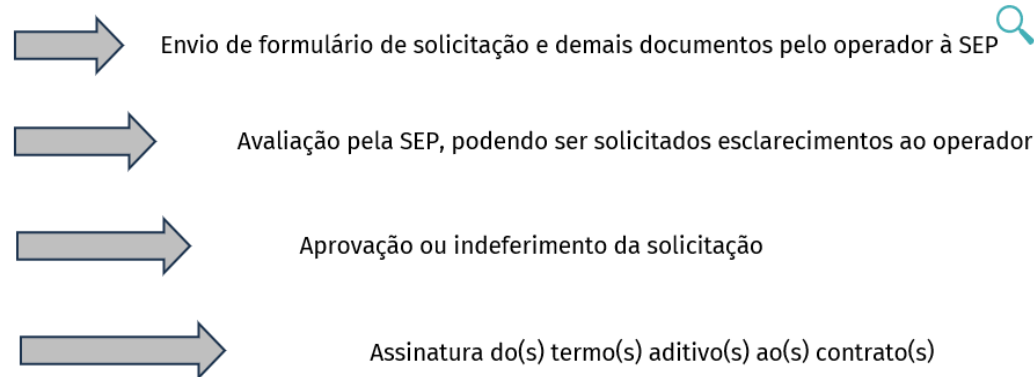 Envio de formulário de solicitação e demais documentos pelo operador à SEP
Avaliação pela SEP, podendo ser solicitados esclarecimentos ao operador
Aprovação ou indeferimento da solicitação
Assinatura do(s) termo(s) aditivo(s) ao(s) contrato(s)